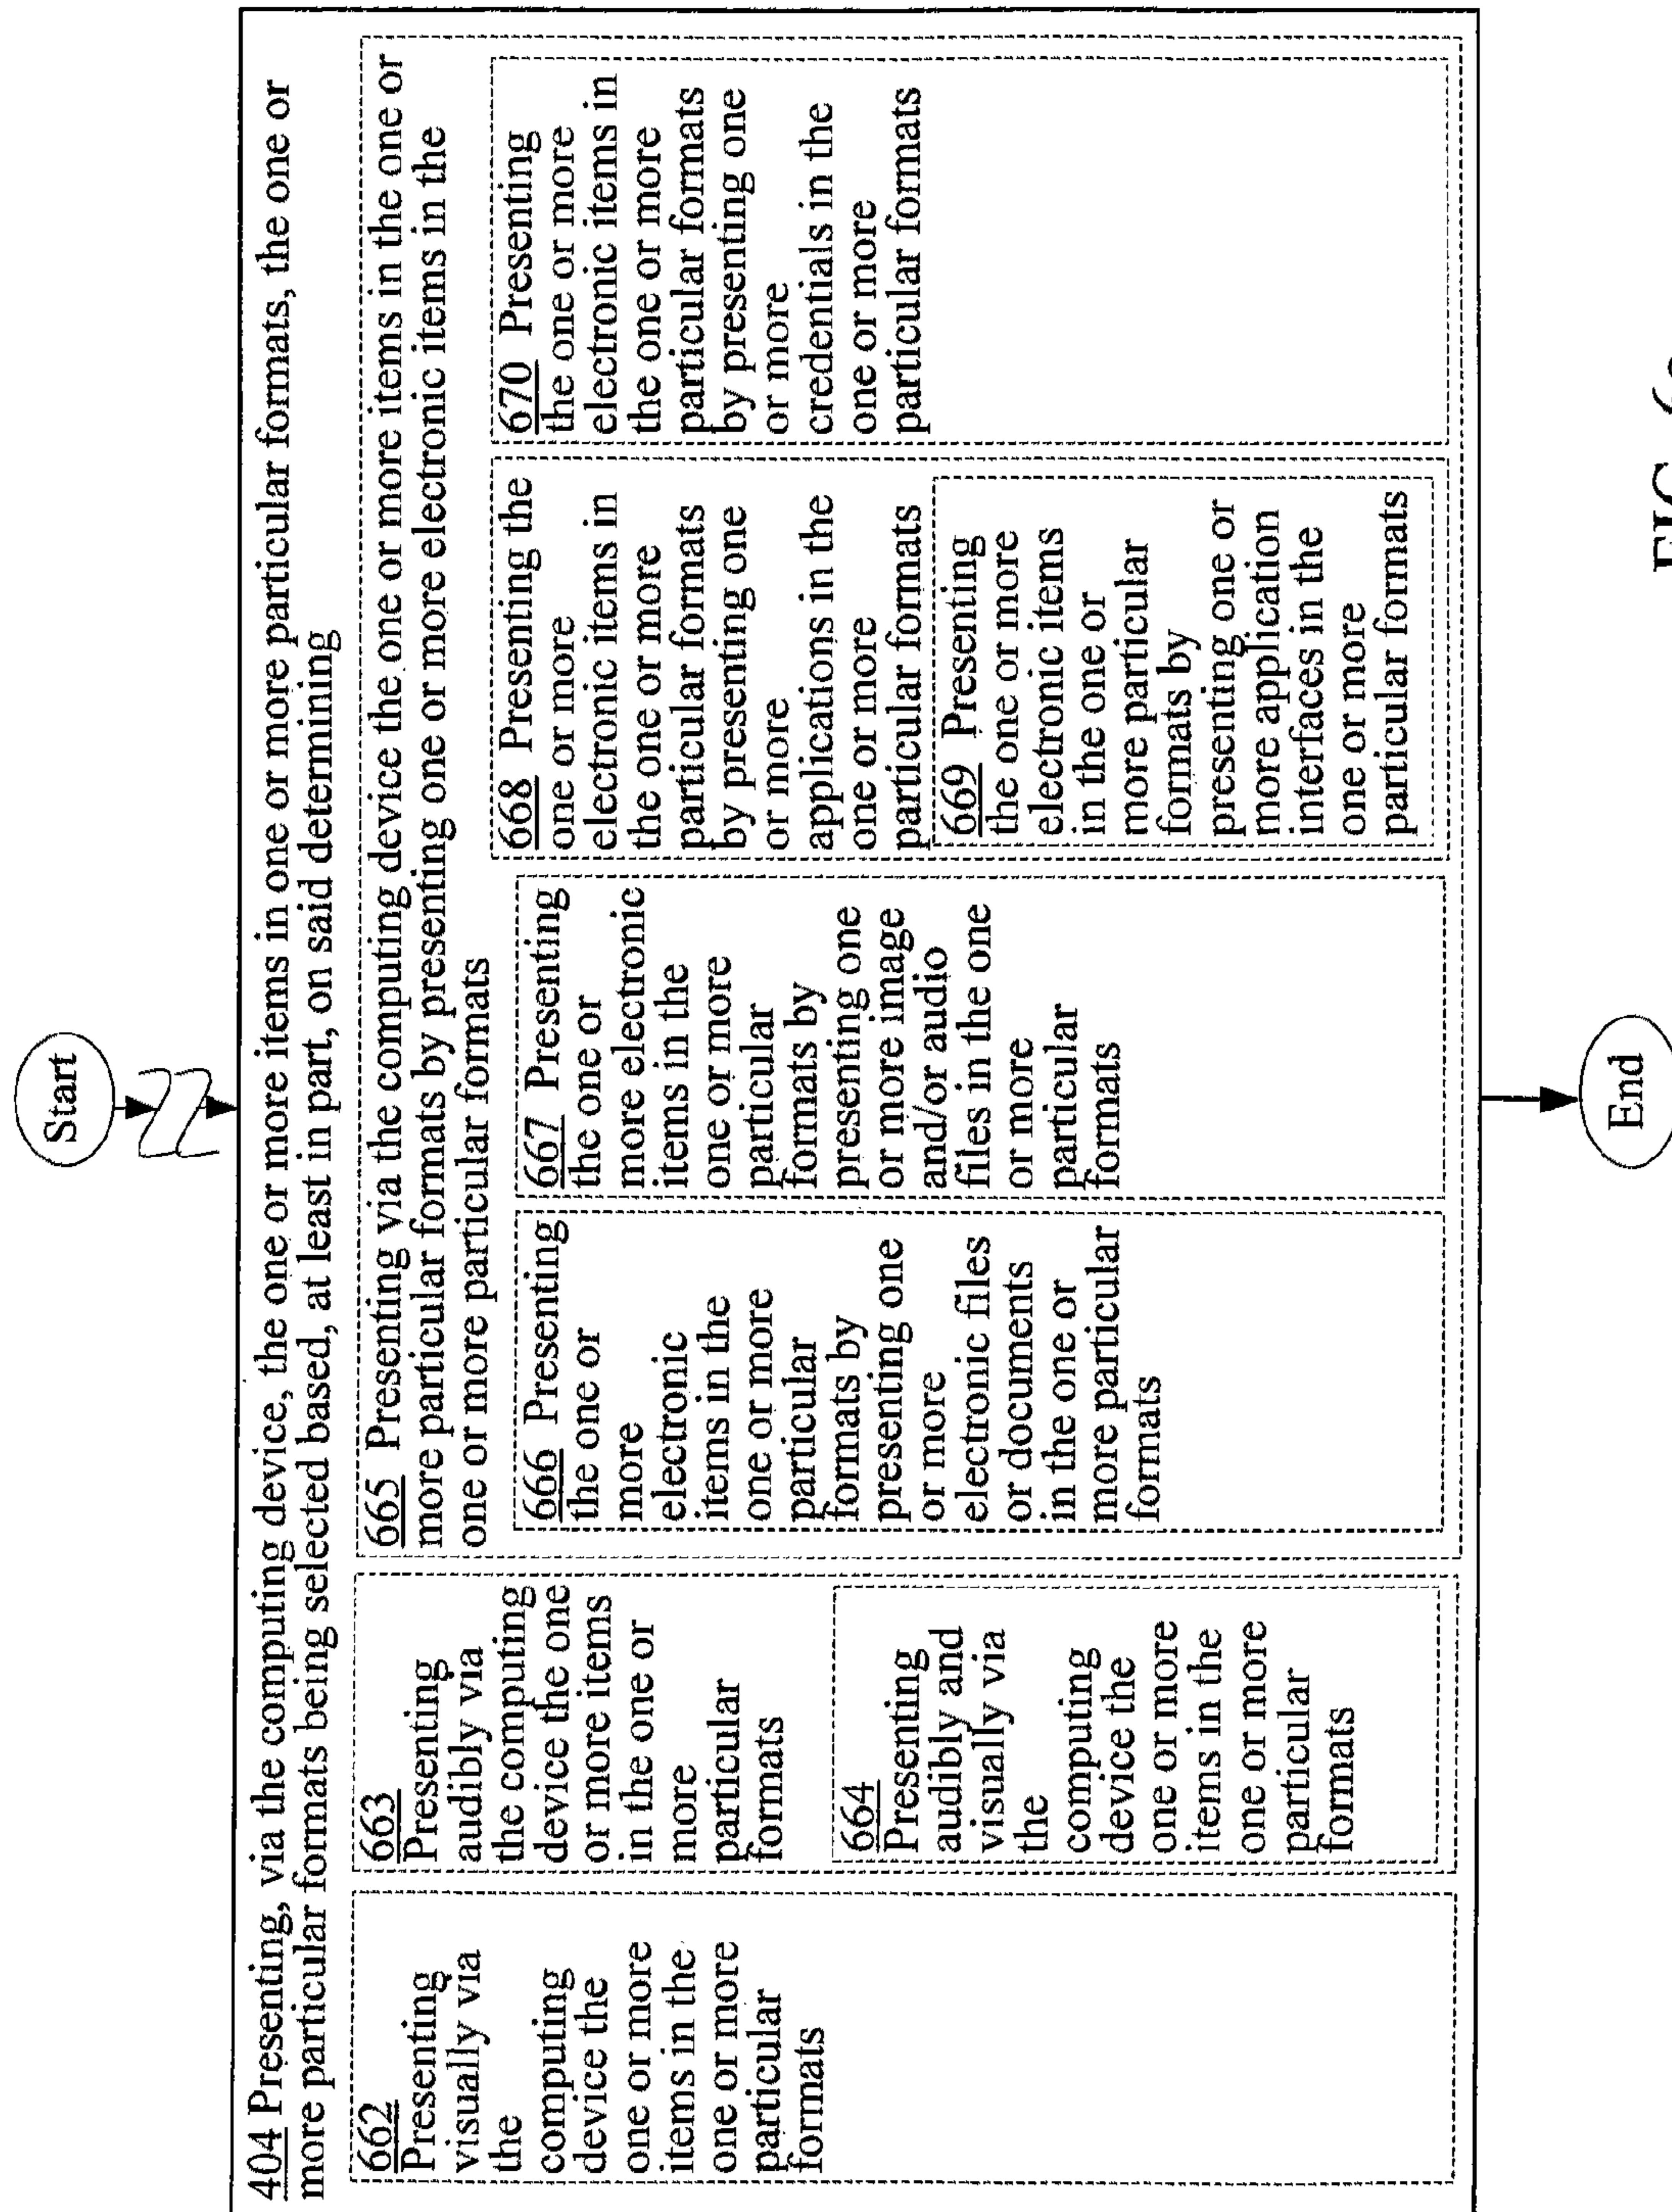 Start
404 Presenting, via the computing device, the one or more items in one or more particular formats, the one or
more particular formats being selected based, at least in part, on said determining
662
Presenting
visually via
the
computing
device the
one or more
items in the
one or more
particular
formats
663
Presenting
audibly via
the computing
device the one
or more items
in the one or
more
particular
formats
664
Presenting
audibly and
visually via
the
computing
device the
one or more
items in the
one or more
particular
formats
665 Presenting via the computing device the one or more items in the one or
more particular formats by presenting one or more electronic items in the
one or more particular formats
666 Presenting
the one or
more
electronic
items in the
one or more
particular
formats by
presenting one
or more
electronic files
or documents
in the one or
more particular
formats
667 Presenting
the one or
more electronic
items in the
one or more
particular
formats by
presenting one
or more image
and/or audio
files in the one
or more
particular
formats
668 Presenting the
one or more
electronic items in
the one or more
particular formats
by presenting one
or more
applications in the
one or more
particular formats
669 Presenting
the one or more
electronic items
in the one or
more particular
formats by
presenting one or
more application
interfaces in the
one or more
particular formats
670 Presenting
the one or more
electronic items in
the one or more
particular formats
by presenting one
or more
credentials in the
one or more
particular formats
End